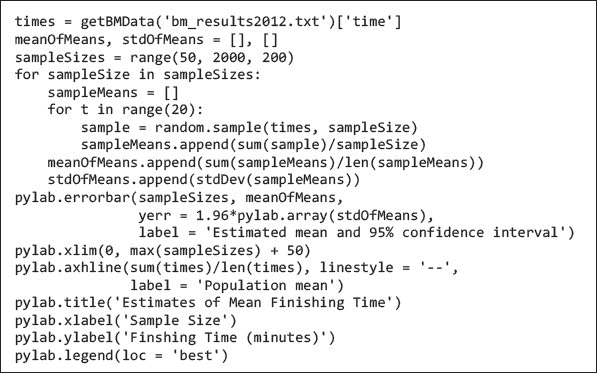 times = getBMData('bm_results2012.txt')['time']
meanOfMeans, stdOfMeans = [], []
sampleSizes = range(50, 2000, 200)
for sampleSize in sampleSizes:
    sampleMeans = []
    for t in range(20):
        sample = random.sample(times, sampleSize)
        sampleMeans.append(sum(sample)/sampleSize)
    meanOfMeans.append(sum(sampleMeans)/len(sampleMeans))
    stdOfMeans.append(stdDev(sampleMeans))
pylab.errorbar(sampleSizes, meanOfMeans,
               yerr = 1.96*pylab.array(stdOfMeans),
               label = 'Estimated mean and 95% confidence interval')
pylab.xlim(0, max(sampleSizes) + 50)
pylab.axhline(sum(times)/len(times), linestyle = '--',
              label = 'Population mean')
pylab.title('Estimates of Mean Finishing Time')
pylab.xlabel('Sample Size')
pylab.ylabel('Finshing Time (minutes)')
pylab.legend(loc = 'best')